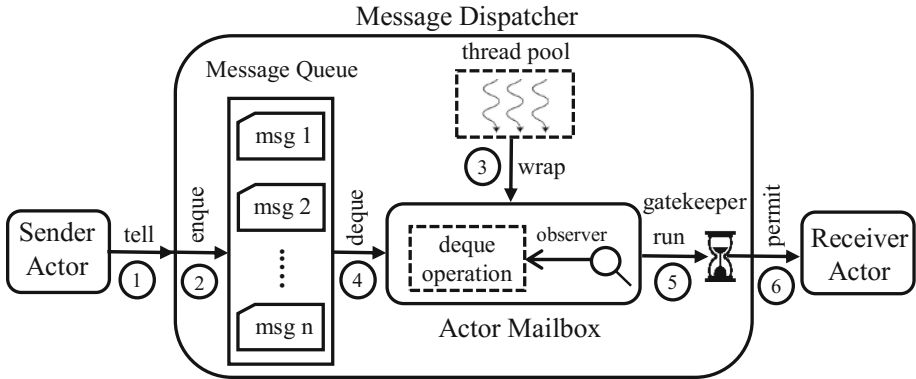 Message Dispatcher
Message Queue
thread pool
msg 1
msg 2
msg n
Sender
Actor
tell
1
enque
2
deque
4
3
wrap
deque
operation
observer
Actor Mailbox
gatekeeper
run
5
permit
6
Receiver
Actor